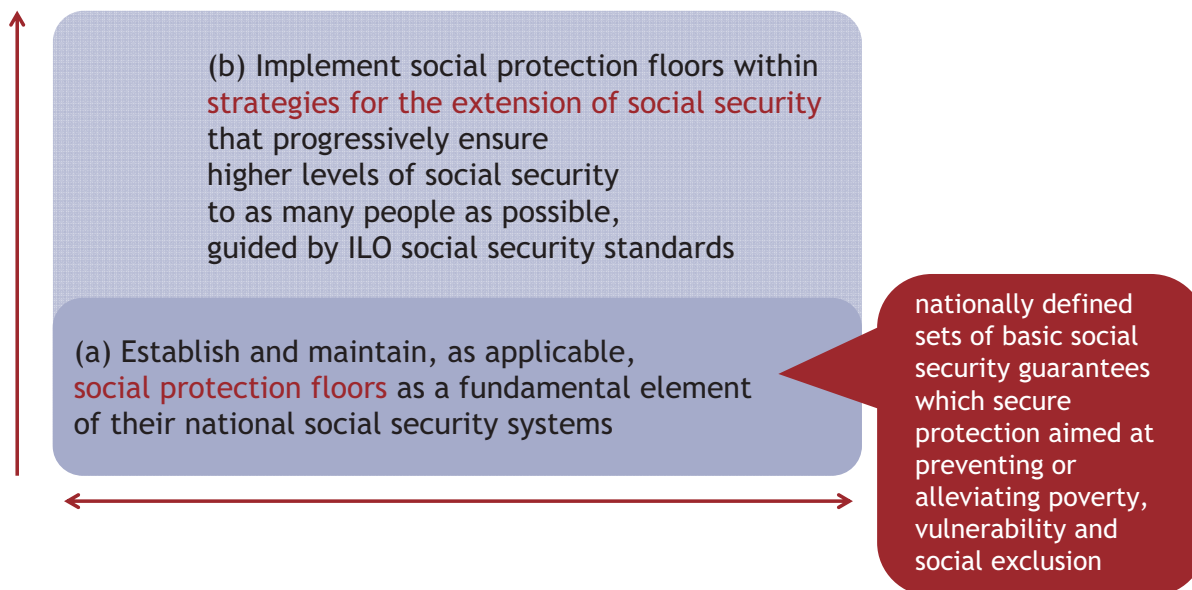 (b) Implement social protection floors within
strategies for the extension of social security
that progressively ensure
higher levels of social security
to as many people as possible,
guided by ILO social security standards
(a) Establish and maintain, as applicable,
social protection floors as a fundamental element
of their national social security systems
nationally defined
sets of basic social
security guarantees
which secure
protection aimed at
preventing or
alleviating poverty,
vulnerability and
social exclusion